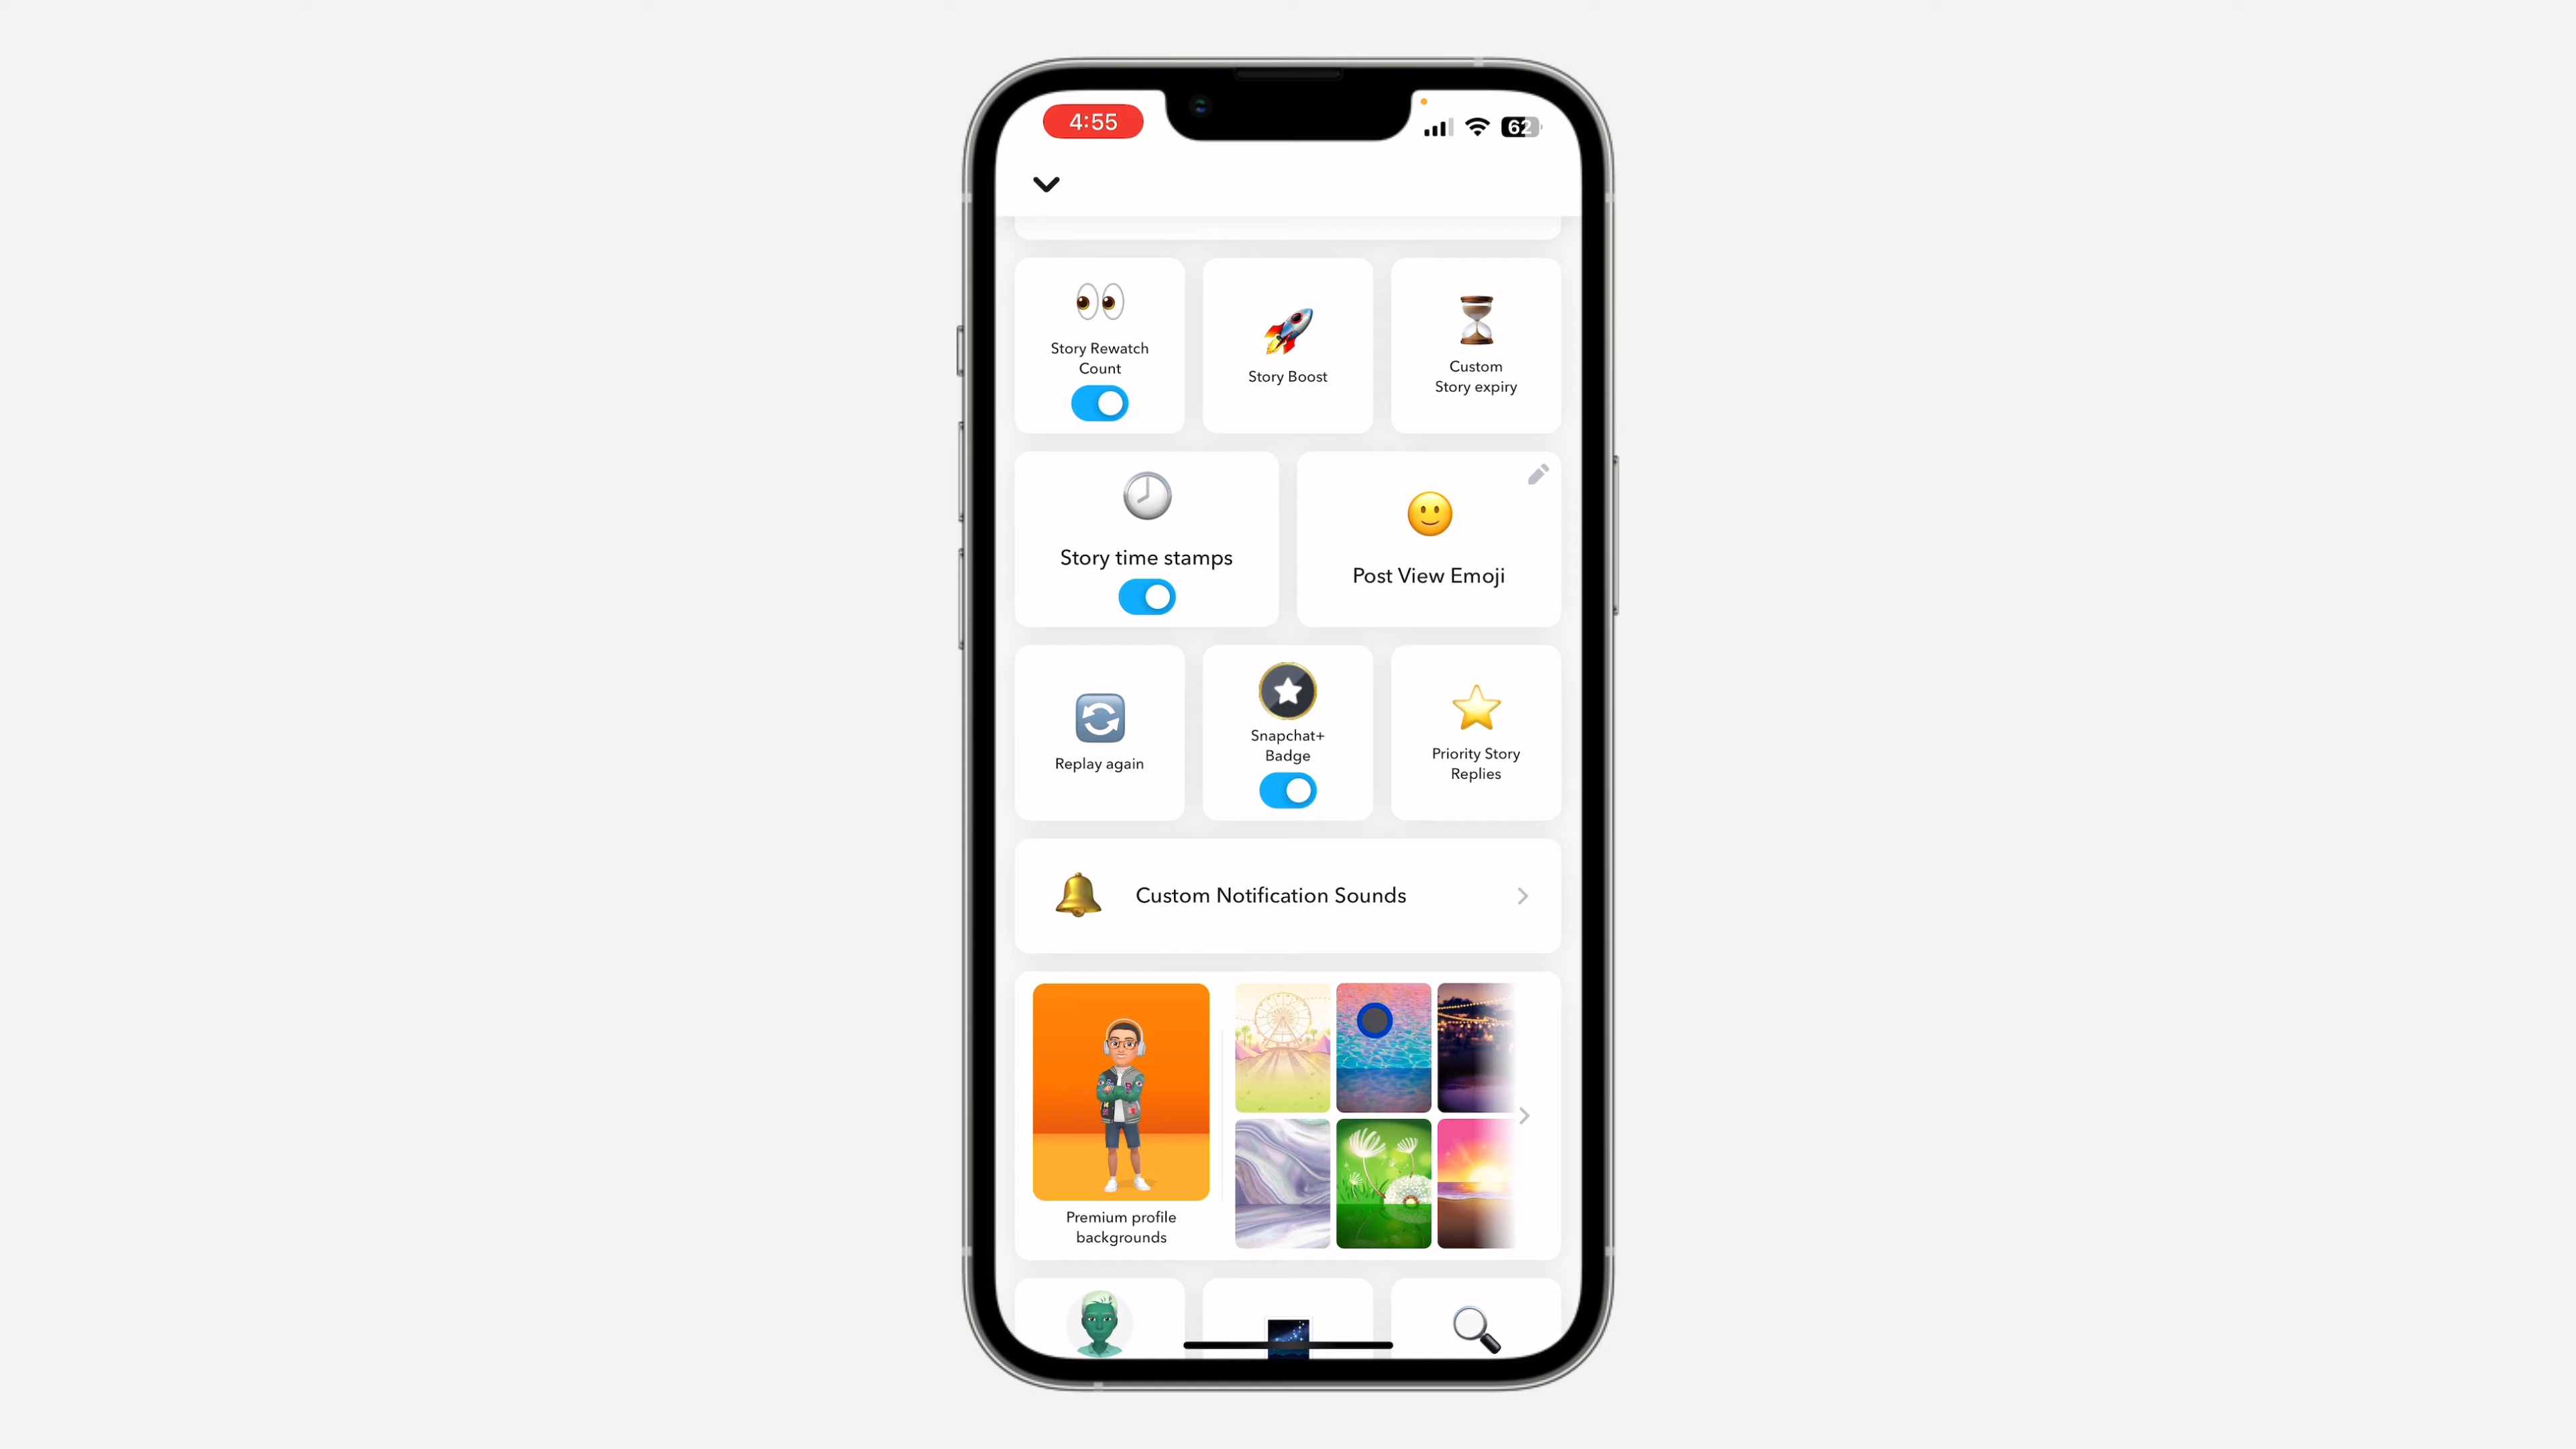 4:55
62
Story Rewatch
Count
Story Boost
Custom
Story expiry
Story time stamps
Post View Emoji
Replay again
Snapchat+
Badge
Priority Story
Replies
Custom Notification Sounds
Premium profile
backgrounds